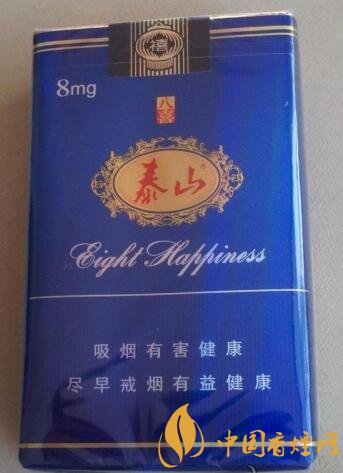 禧
8mg
八喜
泰山®
Eight Happiness
吸烟有害健康
尽早戒烟有益健康
中国香烟网